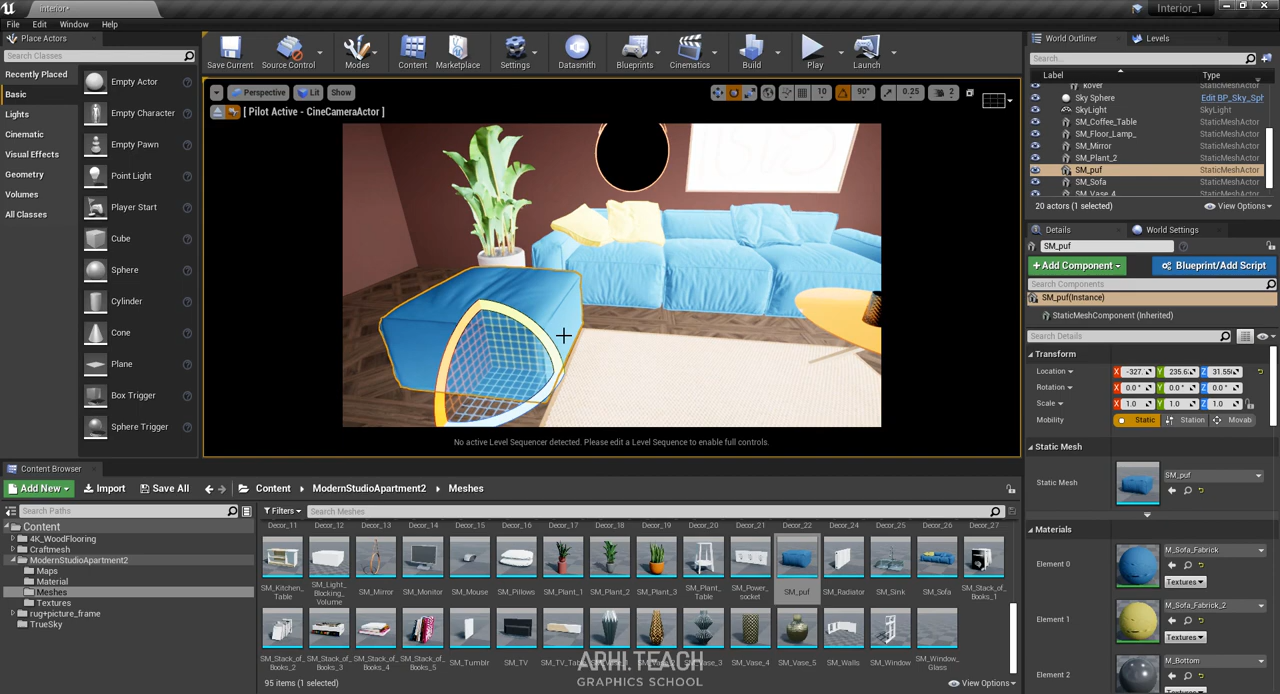 interior*
Interior_1
File Edit Window Help
Place Actors
Search Classes
Recently Placed
Basic
Lights
Cinematic
Visual Effects
Geometry
Volumes
All Classes
Empty Actor
Empty Character
Empty Pawn
Point Light
Player Start
Cube
Sphere
Cylinder
Cone
Plane
Box Trigger
Sphere Trigger
Save Current Source Control Modes Content Marketplace Settings Datasmith Blueprints Cinematics Build Play Launch
Perspective Lit Show 10 90° 0.25 2
[ Pilot Active - CineCameraActor ]
No active Level Sequencer detected. Please edit a Level Sequence to enable full controls.
World Outliner Levels
Search...
Label Type
kover
Sky Sphere Edit BP_Sky_Sph
SkyLight SkyLight
SM_Coffee_Table StaticMeshActor
SM_Floor_Lamp_ StaticMeshActor
SM_Mirror StaticMeshActor
SM_Plant_2 StaticMeshActor
SM_puf StaticMeshActor
SM_Sofa StaticMeshActor
SM_Vase_4 StaticMeshActor
20 actors (1 selected) View Options
Details World Settings
SM_puf
+Add Component Blueprint/Add Script
Search Components
SM_puf(Instance)
StaticMeshComponent (Inherited)
Search Details
Transform
Location X -327. Y 235.6 Z 31.556
Rotation X 0.0° Y 0.0° Z 0.0°
Scale X 1.0 Y 1.0 Z 1.0
Mobility Static Station Movab
Static Mesh
Static Mesh SM_puf
Materials
Element 0 M_Sofa_Fabrick
Textures
Element 1 M_Sofa_Fabrick_2
Textures
Element 2 M_Bottom
Textures
Content Browser
Add New Import Save All Content ModernStudioApartment2 Meshes
Search Paths
Filters Search Meshes
Content
4K_WoodFlooring
Craftmesh
ModernStudioApartment2
Maps
Material
Meshes
Textures
rug+picture_frame
TrueSky
Decor_11 Decor_12 Decor_13 Decor_14 Decor_15 Decor_16 Decor_17 Decor_18 Decor_19 Decor_20 Decor_21 Decor_22 Decor_24 Decor_25 Decor_26 Decor_27
SM_Kitchen_Table SM_Light_Blocking_Volume SM_Mirror SM_Monitor SM_Mouse SM_Pillows SM_Plant_1 SM_Plant_2 SM_Plant_3 SM_Plant_Table SM_Power_socket SM_puf SM_Radiator SM_Sink SM_Sofa SM_Stack_of_Books_1
SM_Stack_of_Books_2 SM_Stack_of_Books_3 SM_Stack_of_Books_4 SM_Stack_of_Books_5 SM_Tumblr SM_TV SM_Vase_4 SM_Vase_5 SM_Walls SM_Window SM_Window_Glass
ARHI.TEACH
GRAPHICS SCHOOL
95 items (1 selected) View Options